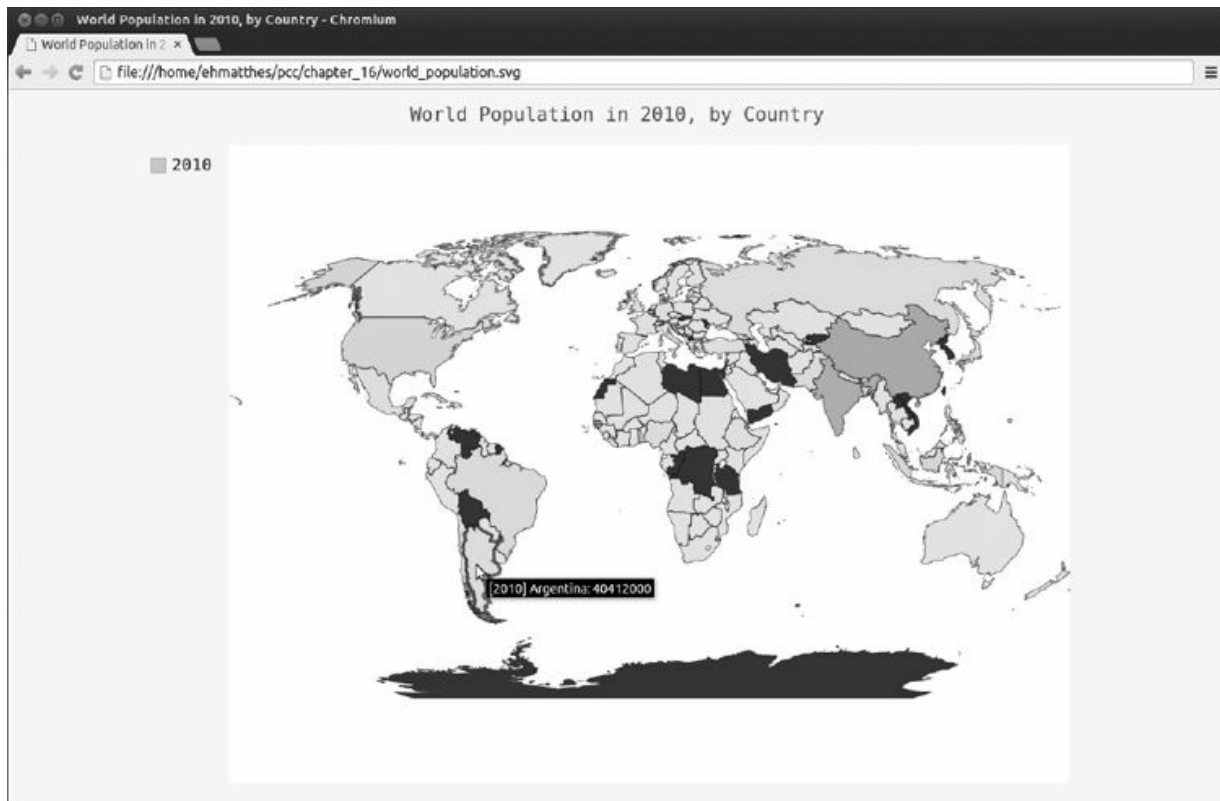 World Population in 2010, by Country - Chromium
World Population in 2
file:///home/ehmatthes/pcc/chapter_16/world_population.svg
World Population in 2010, by Country
2010
[2010] Argentina: 40412000